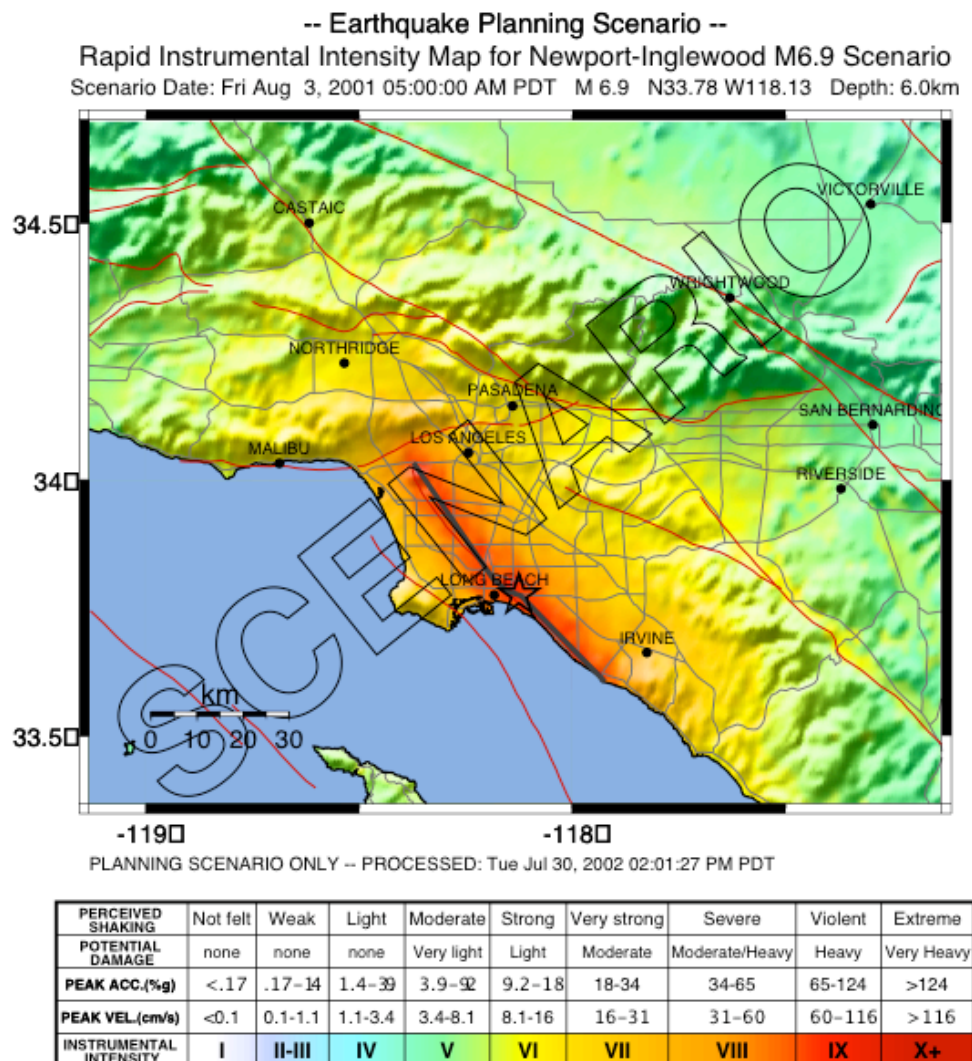 -- Earthquake Planning Scenario --
Rapid Instrumental Intensity Map for Newport-Inglewood M6.9 Scenario
Scenario Date: Fri Aug 3, 2001 05:00:00 AM PDT M 6.9 N33.78 W118.13 Depth: 6.0km
VICTORVILLE
CASTAIC
34.5
WRIGHTWOOD
NORTHRIDGE
PASADENA
SAN BERNARDINO
LOS ANGELES
MALIBU
34
RIVERSIDE
LONG BEACH
IRVINE
SCENARIO
km
0 10 20 30
33.5
-119 -118
PLANNING SCENARIO ONLY -- PROCESSED: Tue Jul 30, 2002 02:01:27 PM PDT
PERCEIVED SHAKING Not felt Weak Light Moderate Strong Very strong Severe Violent Extreme
POTENTIAL DAMAGE none none none Very light Light Moderate Moderate/Heavy Heavy Very Heavy
PEAK ACC.(%g) <.17 .17-14 1.4-39 3.9-92 9.2-18 18-34 34-65 65-124 >124
PEAK VEL.(cm/s) <0.1 0.1-1.1 1.1-3.4 3.4-8.1 8.1-16 16-31 31-60 60-116 >116
INSTRUMENTAL INTENSITY I II-III IV V VI VII VIII IX X+